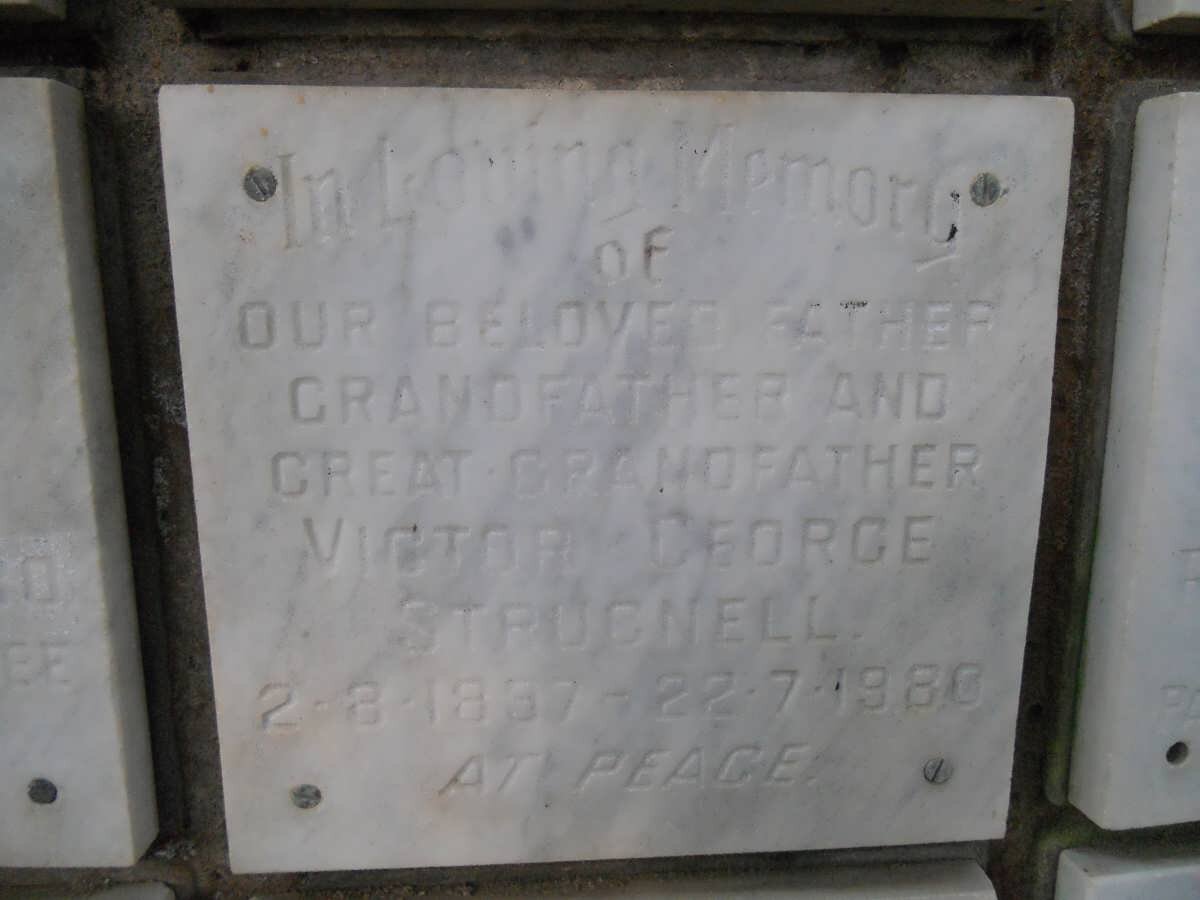 In Loving Memory
of
OUR BELOVED FATHER
GRANDFATHER AND
GREAT·GRANDFATHER
VICTOR GEORGE
STRUGNELL.
2·8·1897 - 22·7·1980
AT PEACE.